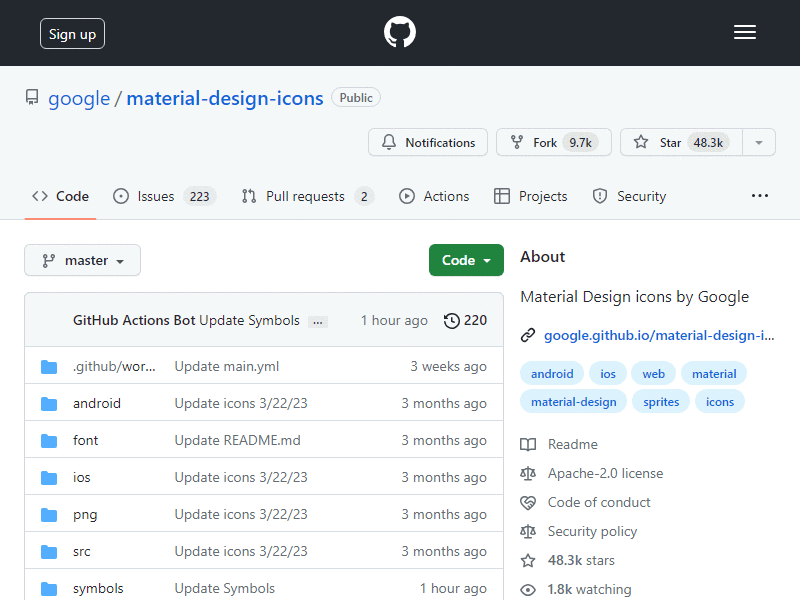 Sign up
google / material-design-icons Public
Notifications Fork 9.7k Star 48.3k
Code Issues 223 Pull requests 2 Actions Projects Security ...
master Code
GitHub Actions Bot Update Symbols ... 1 hour ago 220
.github/wor... Update main.yml 3 weeks ago
android Update icons 3/22/23 3 months ago
font Update README.md 3 months ago
ios Update icons 3/22/23 3 months ago
png Update icons 3/22/23 3 months ago
src Update icons 3/22/23 3 months ago
symbols Update Symbols 1 hour ago
About
Material Design icons by Google
google.github.io/material-design-i...
android ios web material
material-design sprites icons
Readme
Apache-2.0 license
Code of conduct
Security policy
48.3k stars
1.8k watching